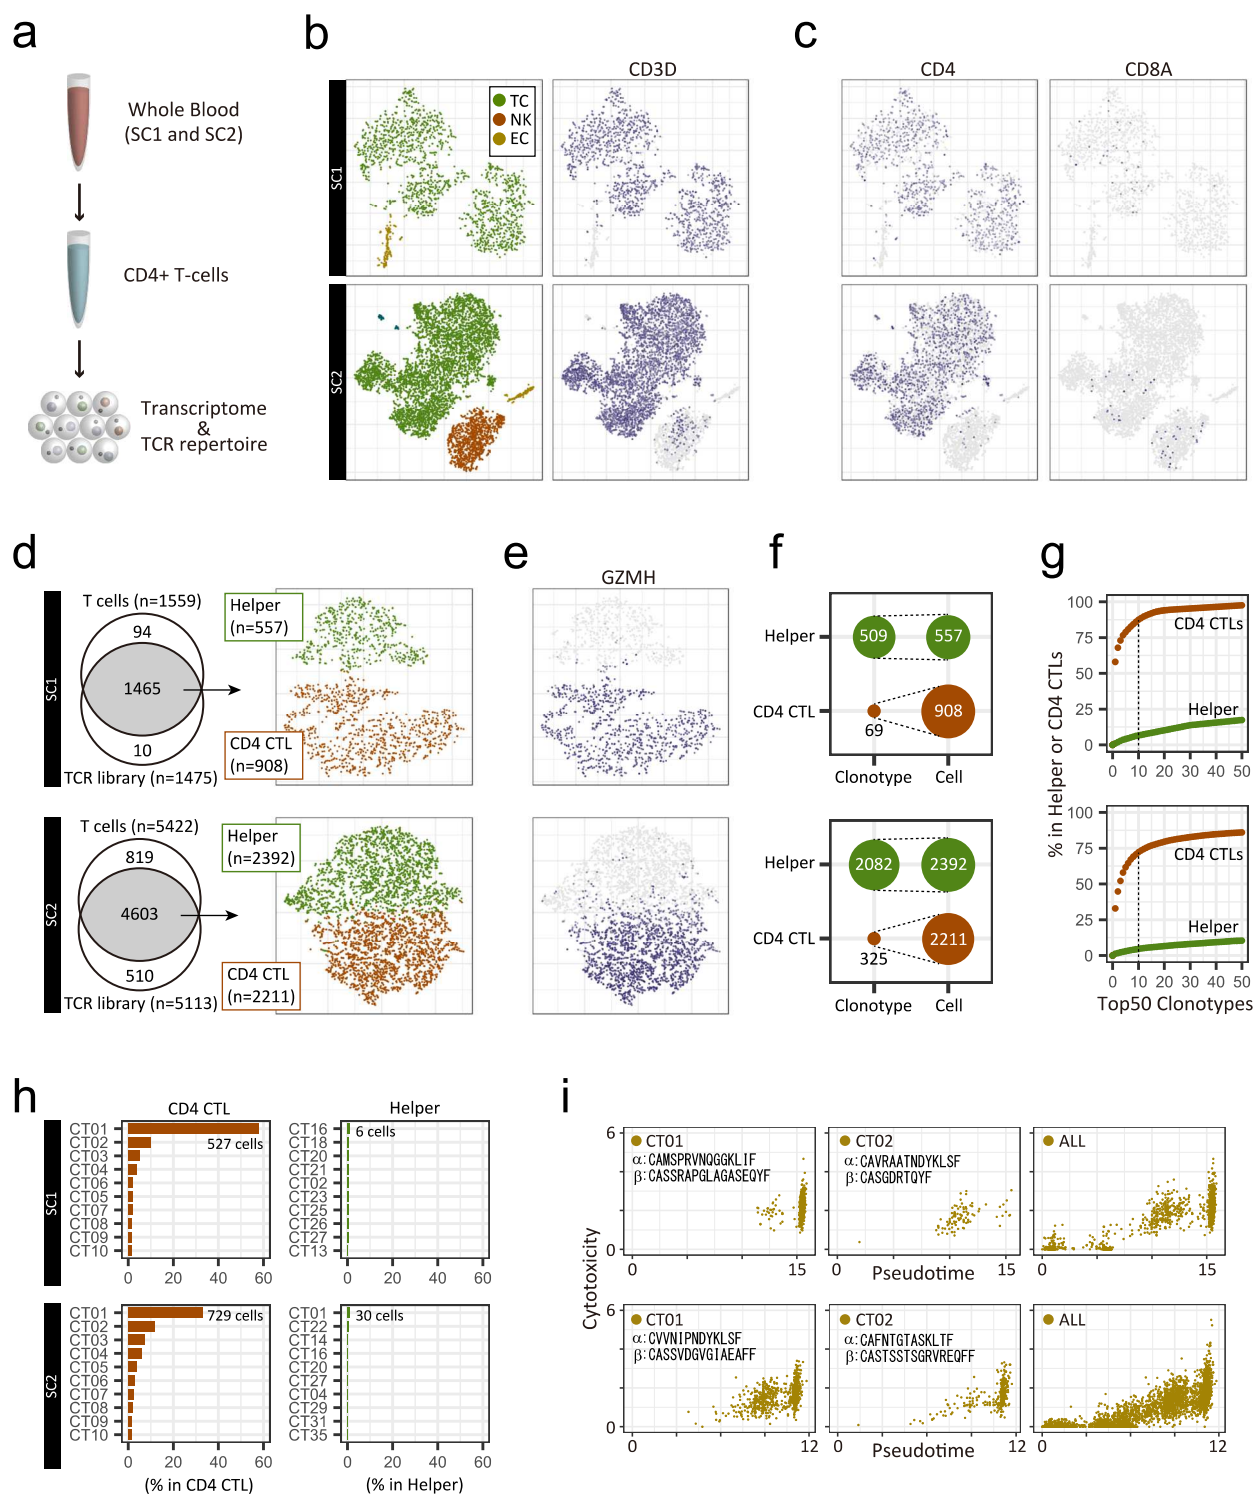 a
Whole Blood
(SC1 and SC2)
CD4+ T-cells
Transcriptome
&
TCR repertoire
b
CD3D
SC1
TC
NK
EC
SC2
c
CD4
CD8A
d
SC1
T cells (n=1559)
94
1465
10
TCR library (n=1475)
Helper
(n=557)
CD4 CTL
(n=908)
SC2
T cells (n=5422)
819
4603
510
TCR library (n=5113)
Helper
(n=2392)
CD4 CTL
(n=2211)
e
GZMH
f
Helper
509
557
CD4 CTL
69
908
Clonotype
Cell
Helper
2082
2392
CD4 CTL
325
2211
Clonotype
Cell
g
% in Helper or CD4 CTLs
100
75
50
25
0
CD4 CTLs
Helper
0 10 20 30 40 50
100
75
50
25
0
CD4 CTLs
Helper
0 10 20 30 40 50
Top50 Clonotypes
h
CD4 CTL
Helper
SC1
CT01
CT02
CT03
CT04
CT06
CT05
CT07
CT08
CT09
CT10
527 cells
0 20 40 60
CT16
CT18
CT20
CT21
CT02
CT23
CT25
CT26
CT27
CT13
6 cells
0 20 40 60
SC2
CT01
CT02
CT03
CT04
CT05
CT06
CT07
CT08
CT09
CT10
729 cells
0 20 40 60
(% in CD4 CTL)
CT01
CT22
CT14
CT16
CT20
CT27
CT04
CT29
CT31
CT35
30 cells
0 20 40 60
(% in Helper)
i
Cytotoxicity
6
0
CT01
α:CAMSPRVNQGGKLIF
β:CASSRAPGLAGASEQYF
0 15
CT02
α:CAVRAATNDYKLSF
β:CASGDRTQYF
0 15
Pseudotime
ALL
0 15
6
0
CT01
α:CVVNIPNDYKLSF
β:CASSVDGVGIAEAFF
0 12
CT02
α:CAFNTGTASKLTF
β:CASTSSTSGRVREQFF
0 12
Pseudotime
ALL
0 12